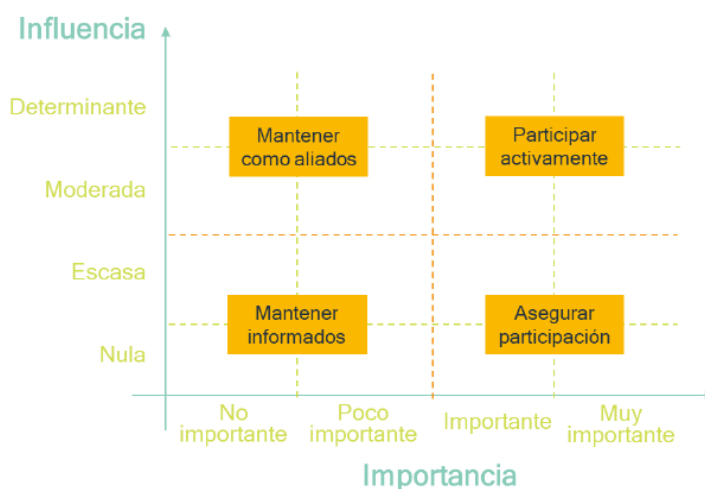 Influencia
Determinante
Mantener
como aliados
Participar
activamente
Moderada
Escasa
Mantener
informados
Asegurar
participación
Nula
No
importante
Poco
importante
Importante
Muy
importante
Importancia